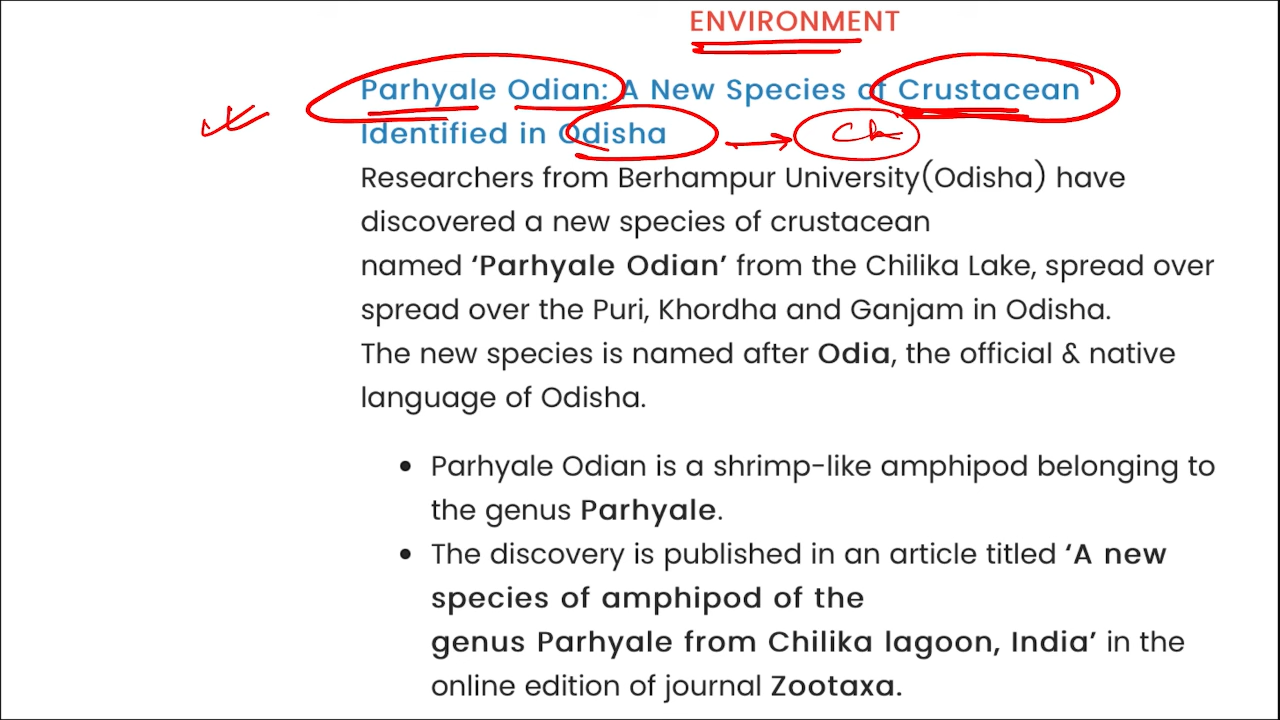 ENVIRONMENT
Parhyale Odian: A New Species of Crustacean
Identified in Odisha
Researchers from Berhampur University(Odisha) have
discovered a new species of crustacean
named ‘Parhyale Odian’ from the Chilika Lake, spread over
spread over the Puri, Khordha and Ganjam in Odisha.
The new species is named after Odia, the official & native
language of Odisha.
• Parhyale Odian is a shrimp-like amphipod belonging to
the genus Parhyale.
• The discovery is published in an article titled ‘A new
species of amphipod of the
genus Parhyale from Chilika lagoon, India’ in the
online edition of journal Zootaxa.